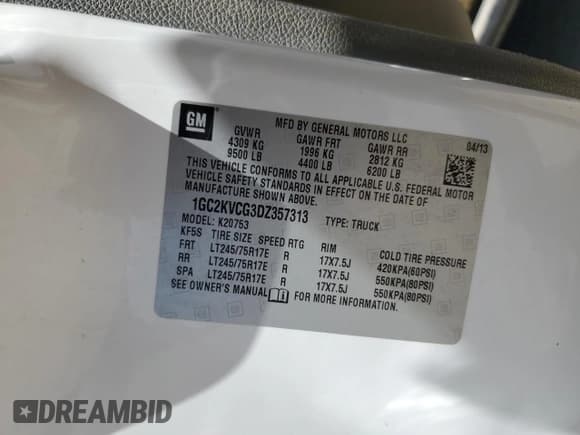 GM
MFD BY GENERAL MOTORS LLC
04/13
GVWR GAWR FRT GAWR RR
4309 KG 1996 KG 2812 KG
9500 LB 4400 LB 6200 LB
THIS VEHICLE CONFORMS TO ALL APPLICABLE U.S. FEDERAL MOTOR
VEHICLE SAFETY STANDARDS IN EFFECT ON THE DATE OF
MANUFACTURE SHOWN ABOVE.
1GC2KVCG3DZ357313 TYPE: TRUCK
MODEL: K20753
KF5S TIRE SIZE SPEED RTG RIM COLD TIRE PRESSURE
FRT LT245/75R17E R 17X7.5J 420KPA(60PSI)
RR LT245/75R17E R 17X7.5J 550KPA(80PSI)
SPA LT245/75R17E R 17X7.5J 550KPA(80PSI)
SEE OWNER'S MANUAL FOR MORE INFORMATION.
DREAMBID